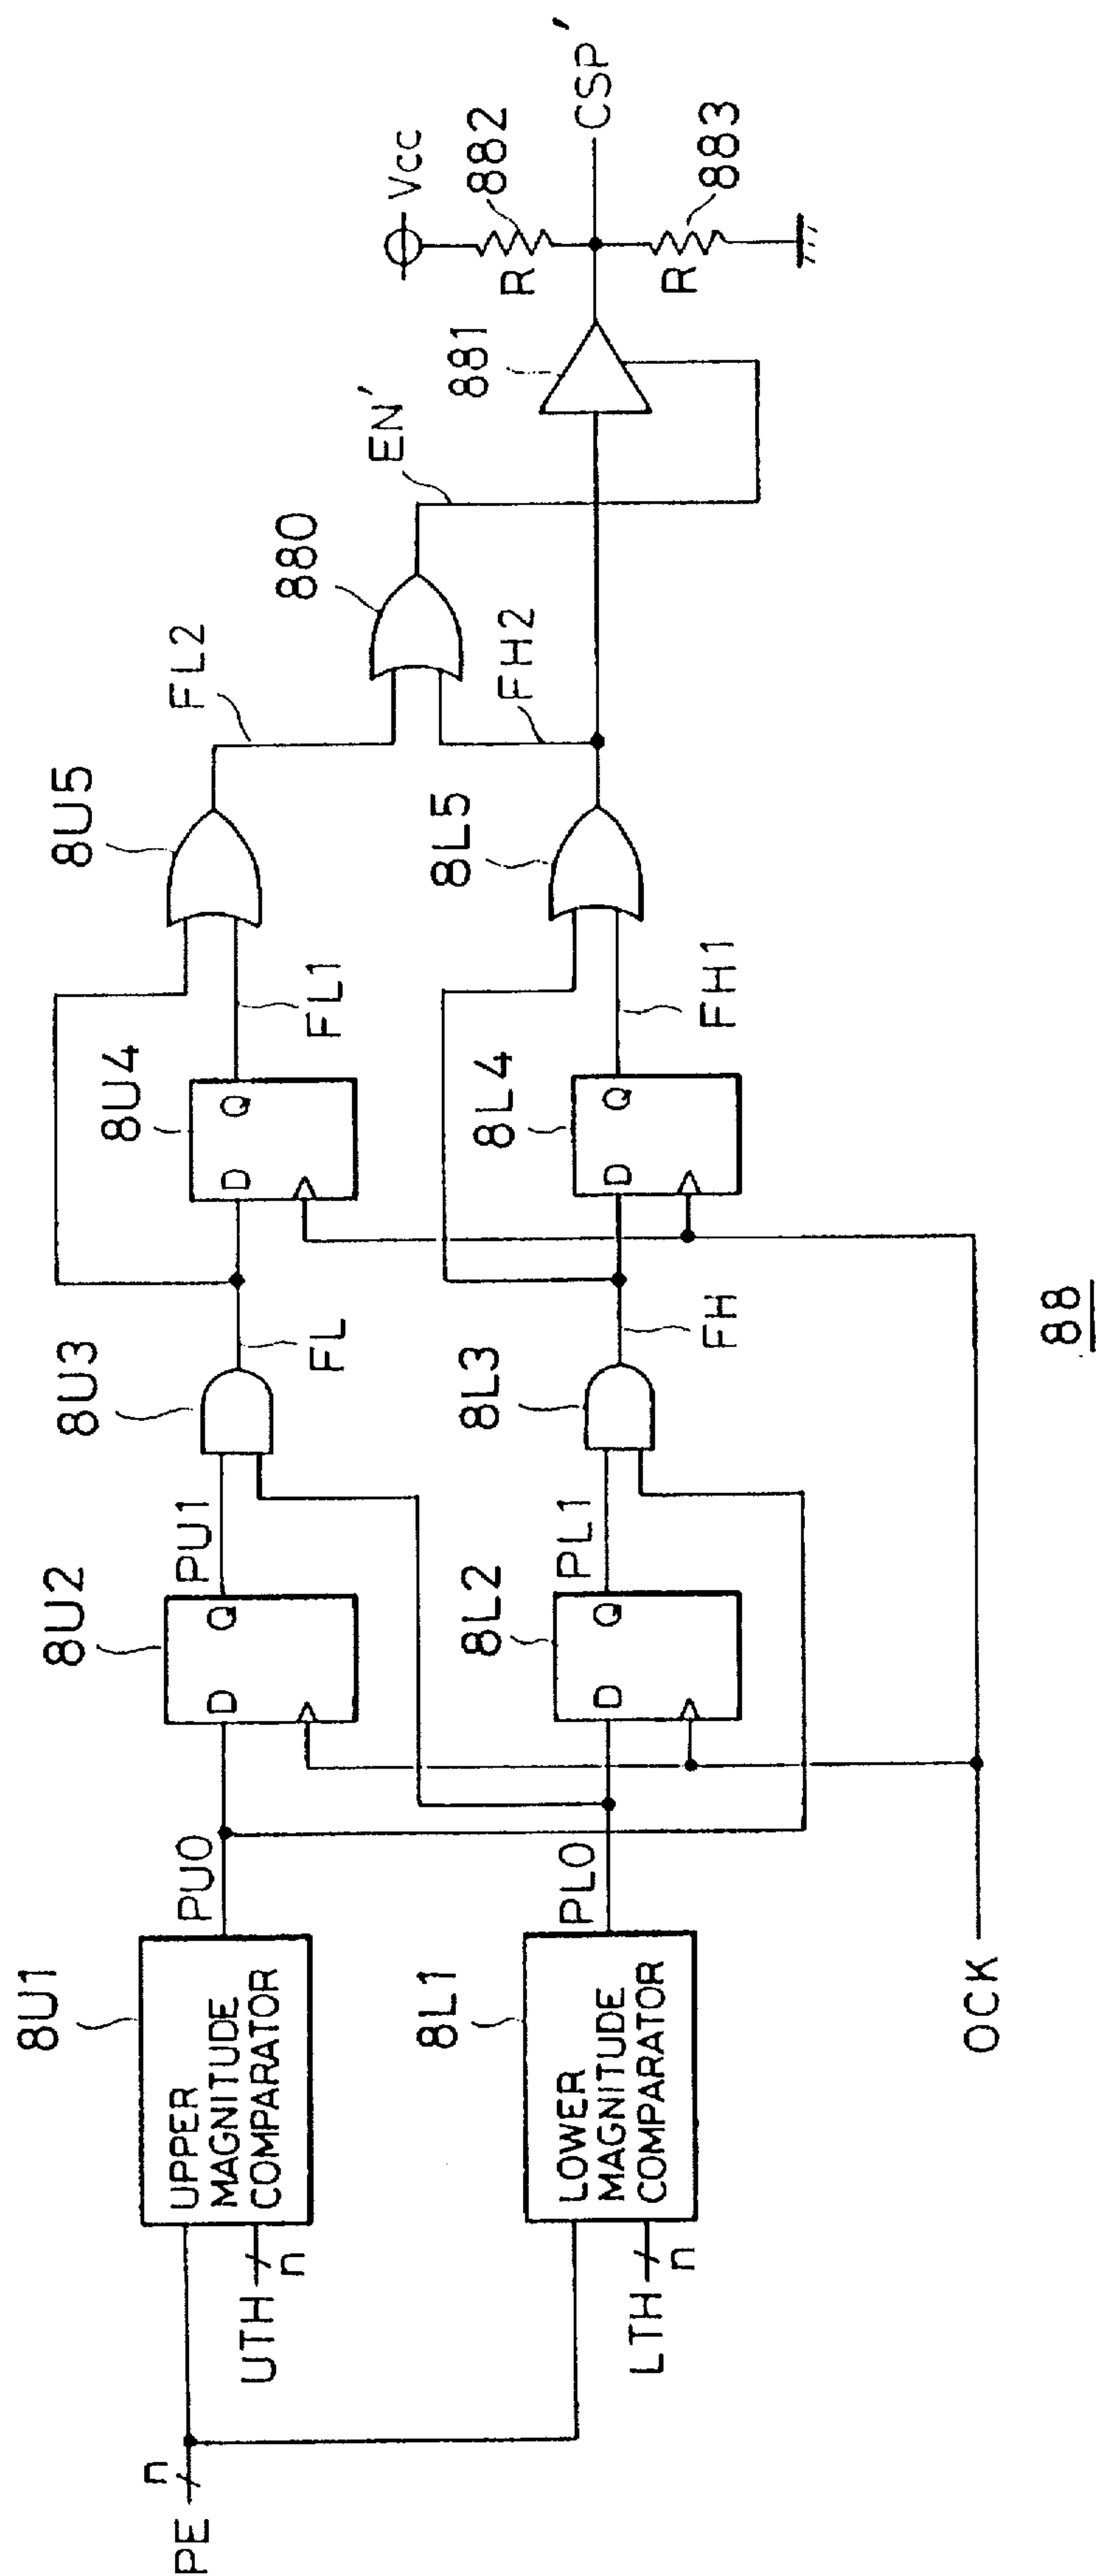 PE
n
8U1
UPPER
MAGNITUDE
COMPARATOR
UTH
n
PU0
8U2
D
Q
PU1
8U3
FL
8U4
D
Q
FL1
8U5
FL2
880
EN'
881
Vcc
882
R
CSP'
883
R
8L1
LOWER
MAGNITUDE
COMPARATOR
LTH
n
PL0
8L2
D
Q
PL1
8L3
FH
8L4
D
Q
FH1
8L5
FH2
OCK
88